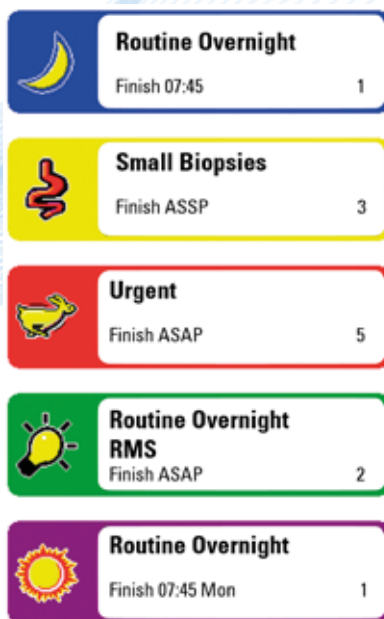 Routine Overnight
Finish 07:45 1
Small Biopsies
Finish ASSP 3
Urgent
Finish ASAP 5
Routine Overnight
RMS
Finish ASAP 2
Routine Overnight
Finish 07:45 Mon 1